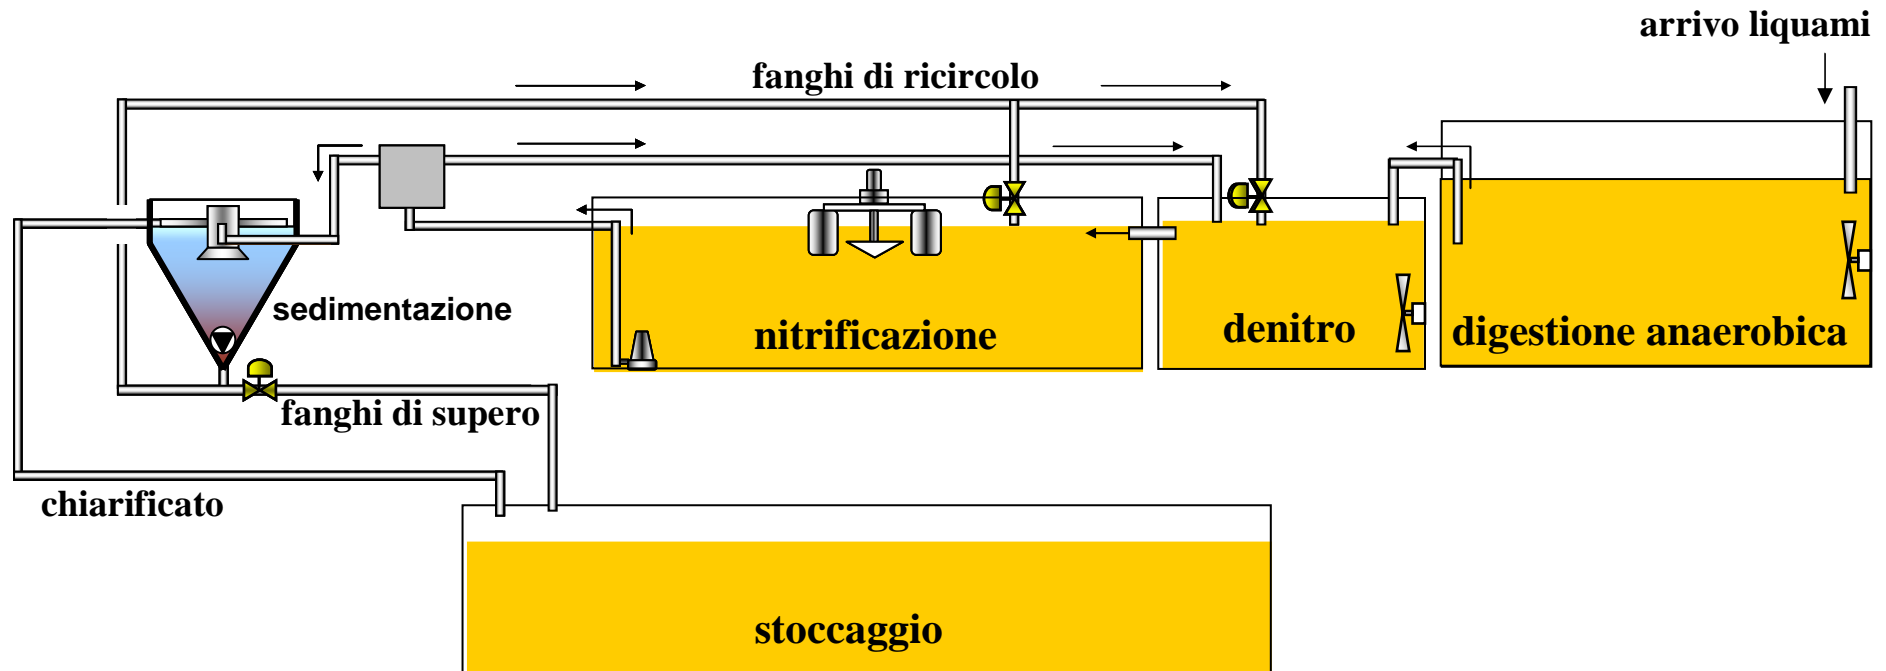 arrivo liquami
fanghi di ricircolo
sedimentazione
nitrificazione
denitro
digestione anaerobica
fanghi di supero
chiarificato
stoccaggio